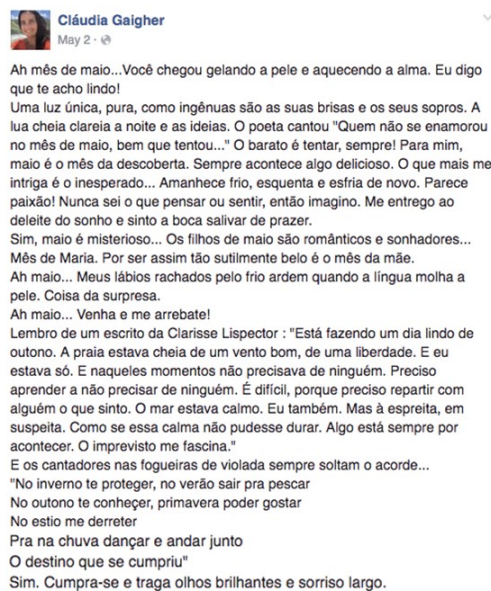 Cláudia Gaigher
May 2 ·
Ah mês de maio...Você chegou gelando a pele e aquecendo a alma. Eu digo
que te acho lindo!
Uma luz única, pura, como ingênuas são as suas brisas e os seus sopros. A
lua cheia clareia a noite e as ideias. O poeta cantou "Quem não se enamorou
no mês de maio, bem que tentou..." O barato é tentar, sempre! Para mim,
maio é o mês da descoberta. Sempre acontece algo delicioso. O que mais me
intriga é o inesperado... Amanhece frio, esquenta e esfria de novo. Parece
paixão! Nunca sei o que pensar ou sentir, então imagino. Me entrego ao
deleite do sonho e sinto a boca salivar de prazer.
Sim, maio é misterioso... Os filhos de maio são românticos e sonhadores...
Mês de Maria. Por ser assim tão sutilmente belo é o mês da mãe.
Ah maio... Meus lábios rachados pelo frio ardem quando a língua molha a
pele. Coisa da surpresa.
Ah maio... Venha e me arrebate!
Lembro de um escrito da Clarisse Lispector : "Está fazendo um dia lindo de
outono. A praia estava cheia de um vento bom, de uma liberdade. E eu
estava só. E naqueles momentos não precisava de ninguém. Preciso
aprender a não precisar de ninguém. É difícil, porque preciso repartir com
alguém o que sinto. O mar estava calmo. Eu também. Mas à espreita, em
suspeita. Como se essa calma não pudesse durar. Algo está sempre por
acontecer. O imprevisto me fascina."
E os cantadores nas fogueiras de violada sempre soltam o acorde...
"No inverno te proteger, no verão sair pra pescar
No outono te conheçer, primavera poder gostar
No estio me derreter
Pra na chuva dançar e andar junto
O destino que se cumpriu"
Sim. Cumpra-se e traga olhos brilhantes e sorriso largo.